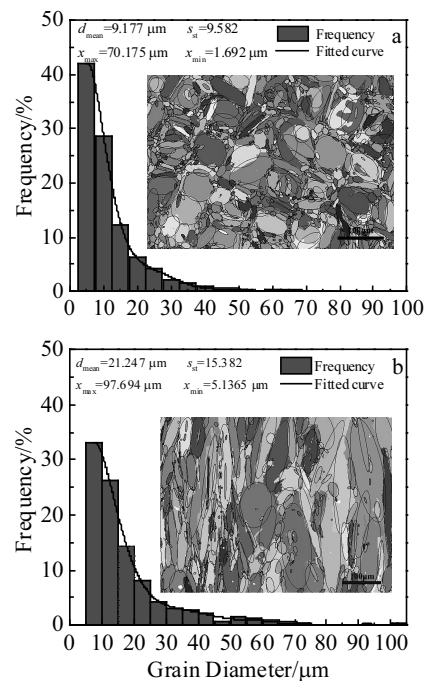 d_mean=9.177 μm s_st=9.582 a
x_max=70.175 μm x_min=1.692 μm
Frequency
Fitted curve
Frequency/%
50
40
30
20
10
0
100μm
0 10 20 30 40 50 60 70 80 90 100
d_mean=21.247 μm s_st=15.382 b
x_max=97.694 μm x_min=5.1365 μm
Frequency
Fitted curve
Frequency/%
50
40
30
20
10
0
100μm
0 10 20 30 40 50 60 70 80 90 100
Grain Diameter/μm